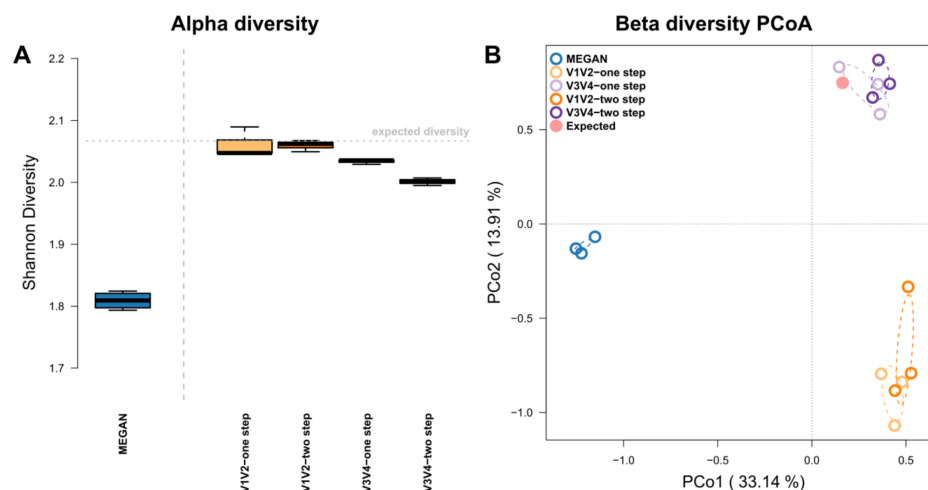 Alpha diversity
Beta diversity PCoA
A
2.2
2.1
2.0
1.9
1.8
1.7
Shannon Diversity
expected diversity
MEGAN
V1V2-one step
V1V2-two step
V3V4-one step
V3V4-two step
B
MEGAN
V1V2-one step
V3V4-one step
V1V2-two step
V3V4-two step
Expected
0.5
0.0
-0.5
-1.0
PCo2 ( 13.91 %)
-1.0
-0.5
0.0
0.5
PCo1 ( 33.14 %)